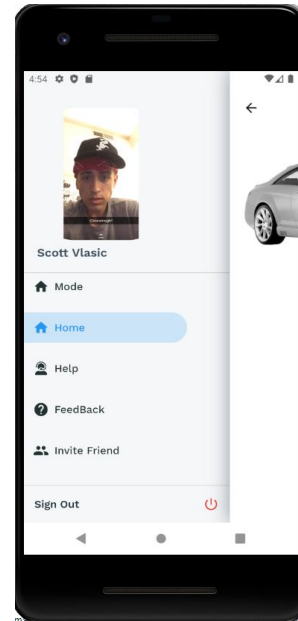 4:54
Scott Vlasic
Mode
Home
Help
FeedBack
Invite Friend
Sign Out